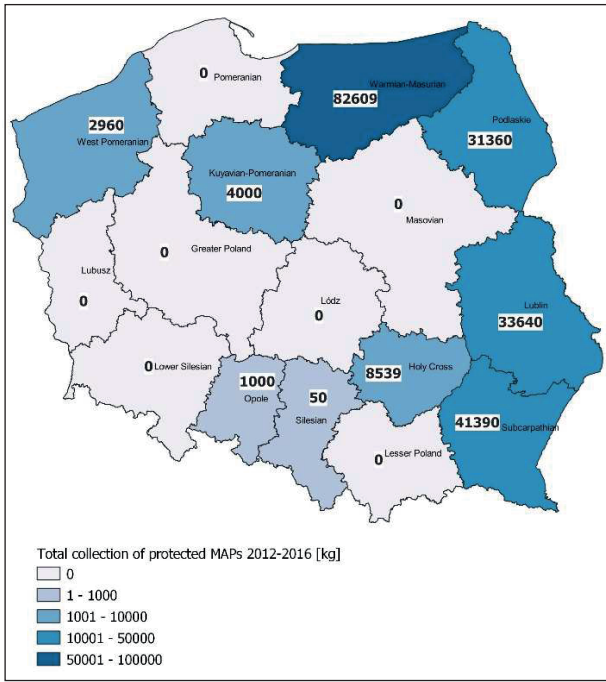 0
Pomeranian
Warmian-Masurian
82609
Podlaskie
31360
2960
West Pomeranian
Kuyavian-Pomeranian
4000
0
Masovian
Greater Poland
0
Lubusz
0
Lódz
0
Lublin
33640
0 Lower Silesian
1000
Opole
50
Silesian
8539 Holy Cross
41390 Subcarpathian
0 Lesser Poland
Total collection of protected MAPs 2012-2016 [kg]
0
1 - 1000
1001 - 10000
10001 - 50000
50001 - 100000